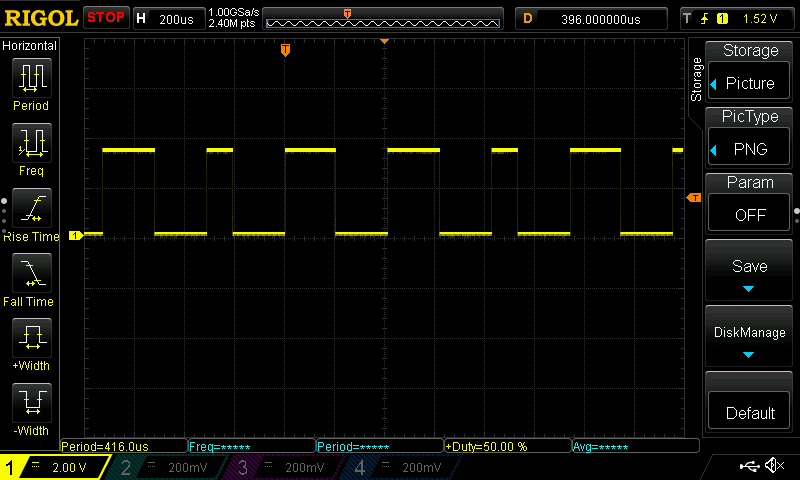 RIGOL STOP H 200us 1.00GSa/s 2.40M pts T D 396.000000us T 1 1.52 V
Horizontal
Period
Freq
Rise Time
Fall Time
+Width
-Width
T
T
1
Storage
Storage
Picture
PicType
PNG
Param
OFF
Save
DiskManage
Default
Period=416.0us Freq=***** Period=***** +Duty=50.00 % Avg=*****
1 2.00 V 2 200mV 3 200mV 4 200mV